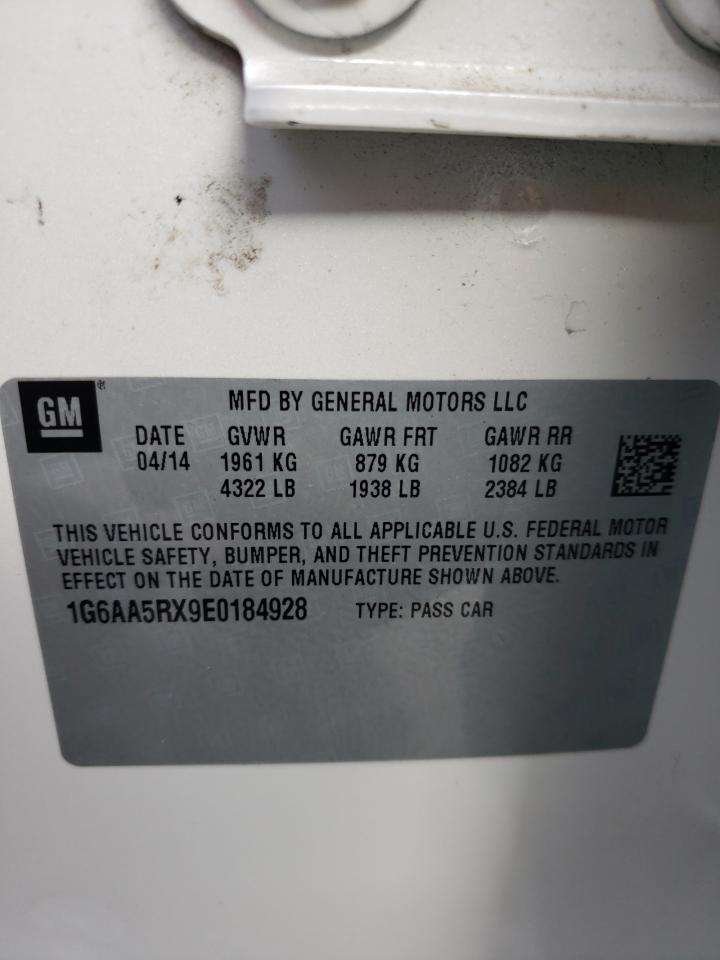 GM
MFD BY GENERAL MOTORS LLC
DATE GVWR GAWR FRT GAWR RR
04/14 1961 KG 879 KG 1082 KG
4322 LB 1938 LB 2384 LB
THIS VEHICLE CONFORMS TO ALL APPLICABLE U.S. FEDERAL MOTOR
VEHICLE SAFETY, BUMPER, AND THEFT PREVENTION STANDARDS IN
EFFECT ON THE DATE OF MANUFACTURE SHOWN ABOVE.
1G6AA5RX9E0184928 TYPE: PASS CAR